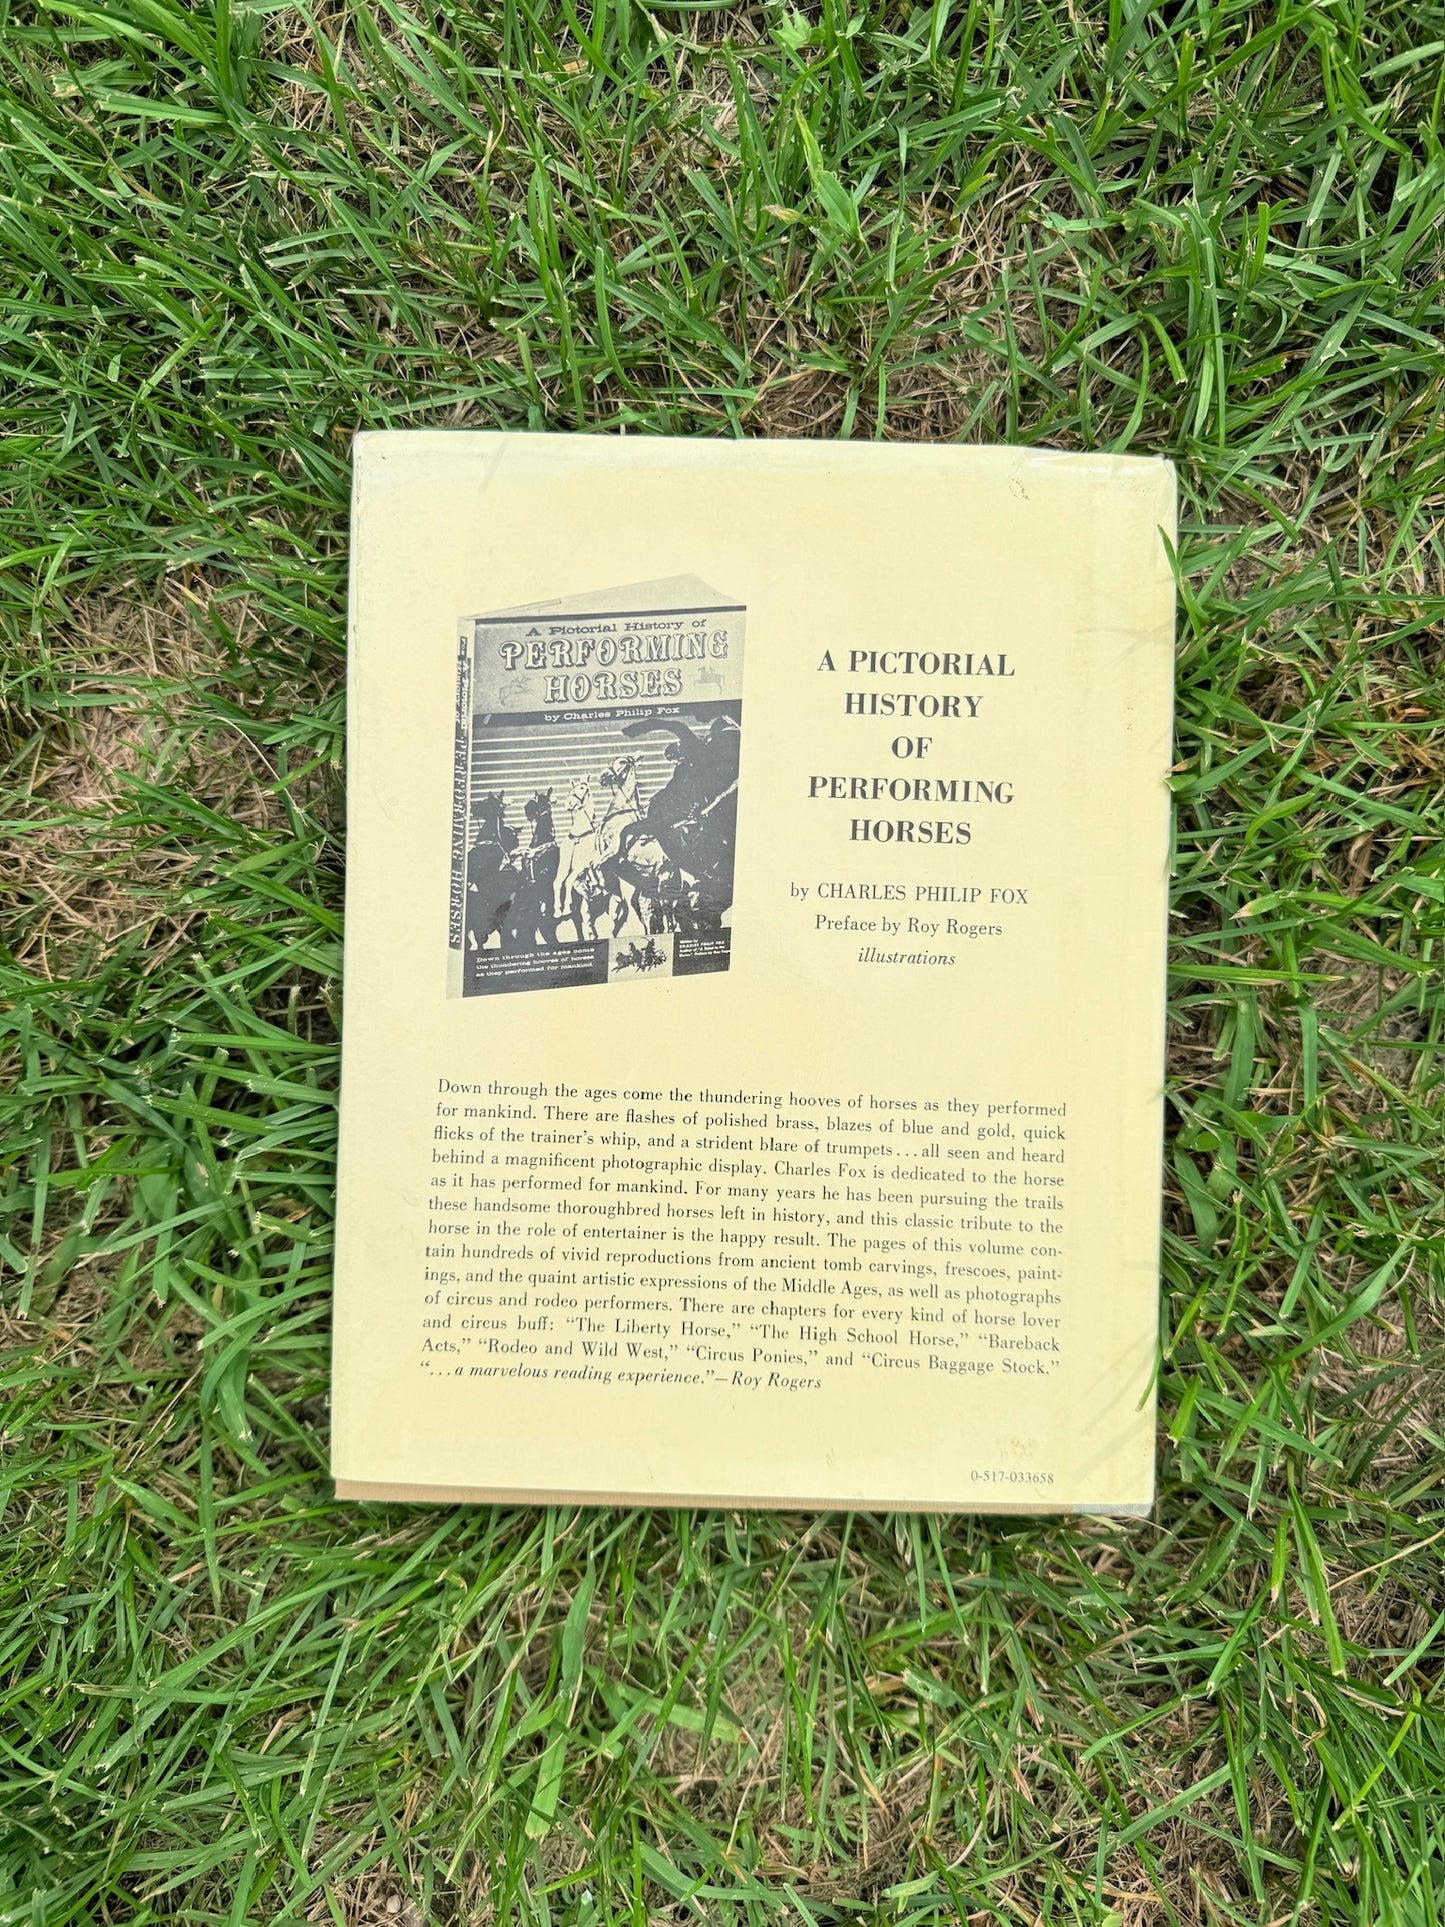 A Pictorial History of
PERFORMING
HORSES
by Charles Philip Fox
PERFORMING HORSES
Down through the ages come
the thundering hooves of horses
as they performed for mankind
Written by
CHARLES PHILIP FOX
A PICTORIAL
HISTORY
OF
PERFORMING
HORSES
by CHARLES PHILIP FOX
Preface by Roy Rogers
illustrations
Down through the ages come the thundering hooves of horses as they performed
for mankind. There are flashes of polished brass, blazes of blue and gold, quick
flicks of the trainer's whip, and a strident blare of trumpets...all seen and heard
behind a magnificent photographic display. Charles Fox is dedicated to the horse
as it has performed for mankind. For many years he has been pursuing the trails
these handsome thoroughbred horses left in history, and this classic tribute to the
horse in the role of entertainer is the happy result. The pages of this volume con-
tain hundreds of vivid reproductions from ancient tomb carvings, frescoes, paint-
ings, and the quaint artistic expressions of the Middle Ages, as well as photographs
of circus and rodeo performers. There are chapters for every kind of horse lover
and circus buff: “The Liberty Horse,” “The High School Horse,” “Bareback
Acts,” “Rodeo and Wild West,” “Circus Ponies,” and “Circus Baggage Stock.”
“...a marvelous reading experience.”—Roy Rogers
0-517-033658